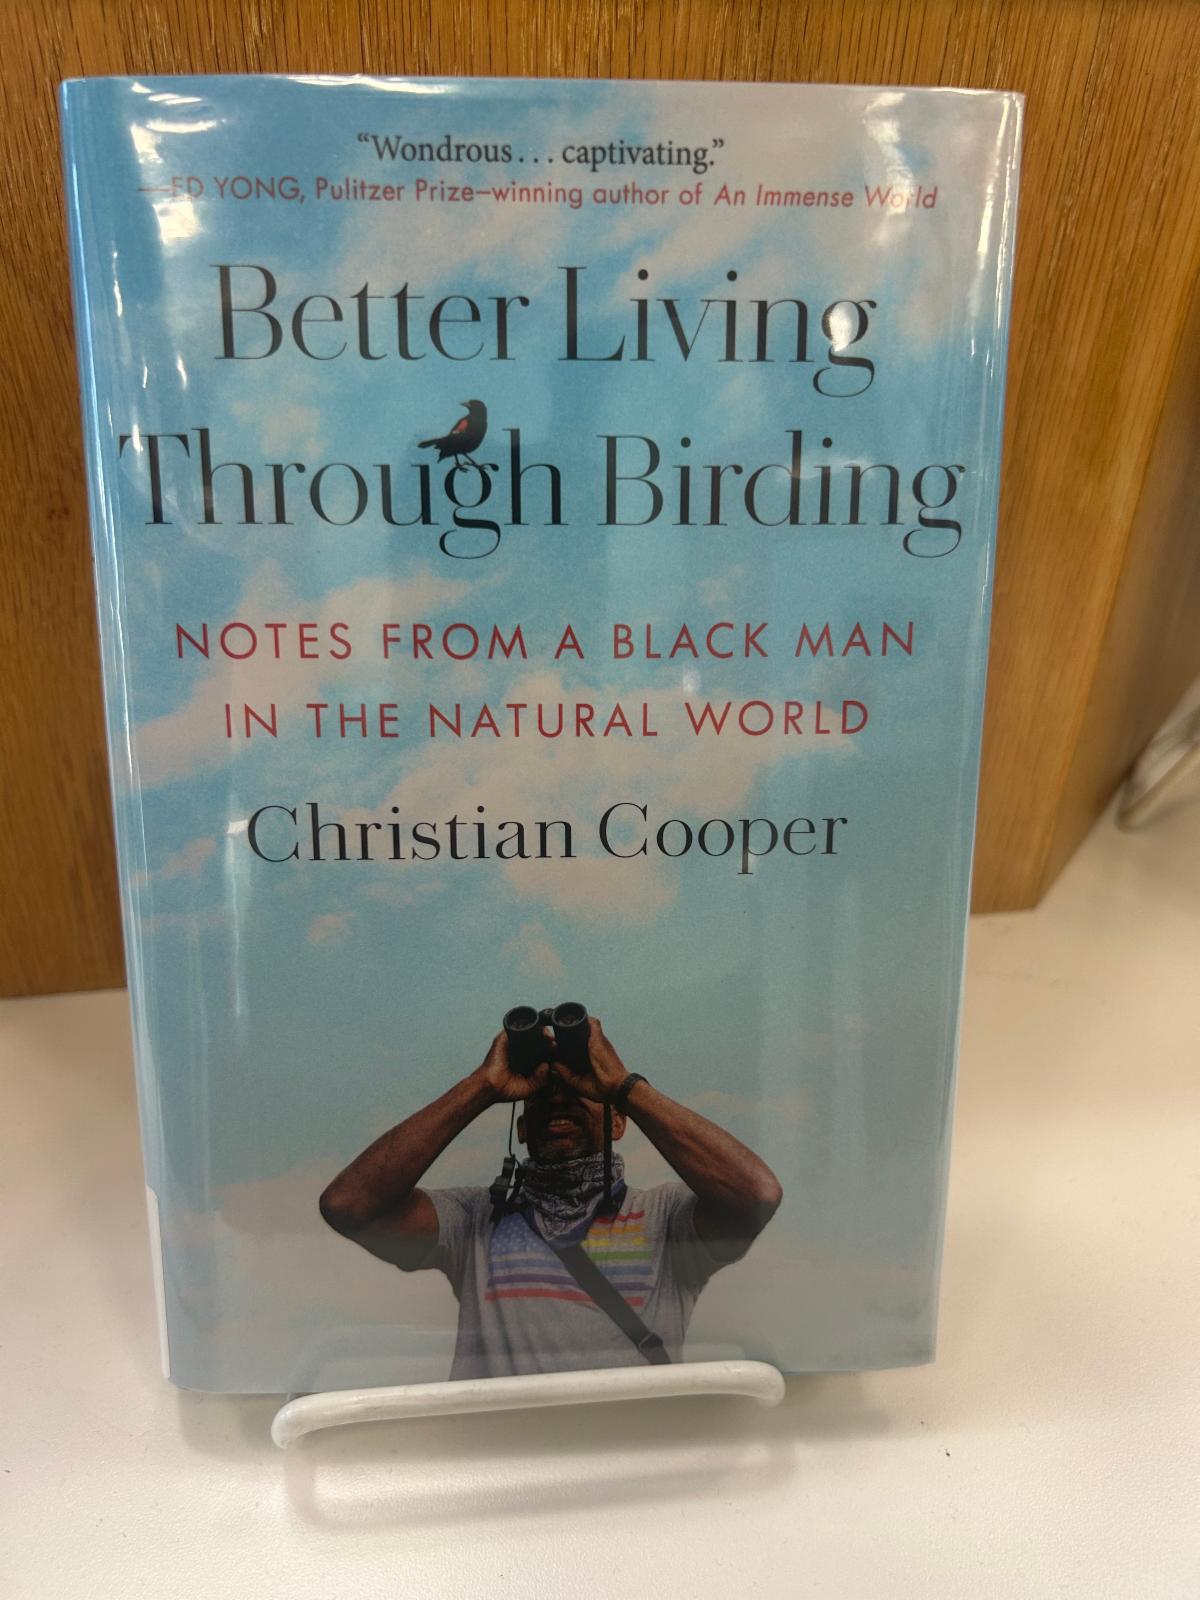 “Wondrous... captivating.”
—ED YONG, Pulitzer Prize–winning author of An Immense World
Better Living
Through Birding
NOTES FROM A BLACK MAN
IN THE NATURAL WORLD
Christian Cooper